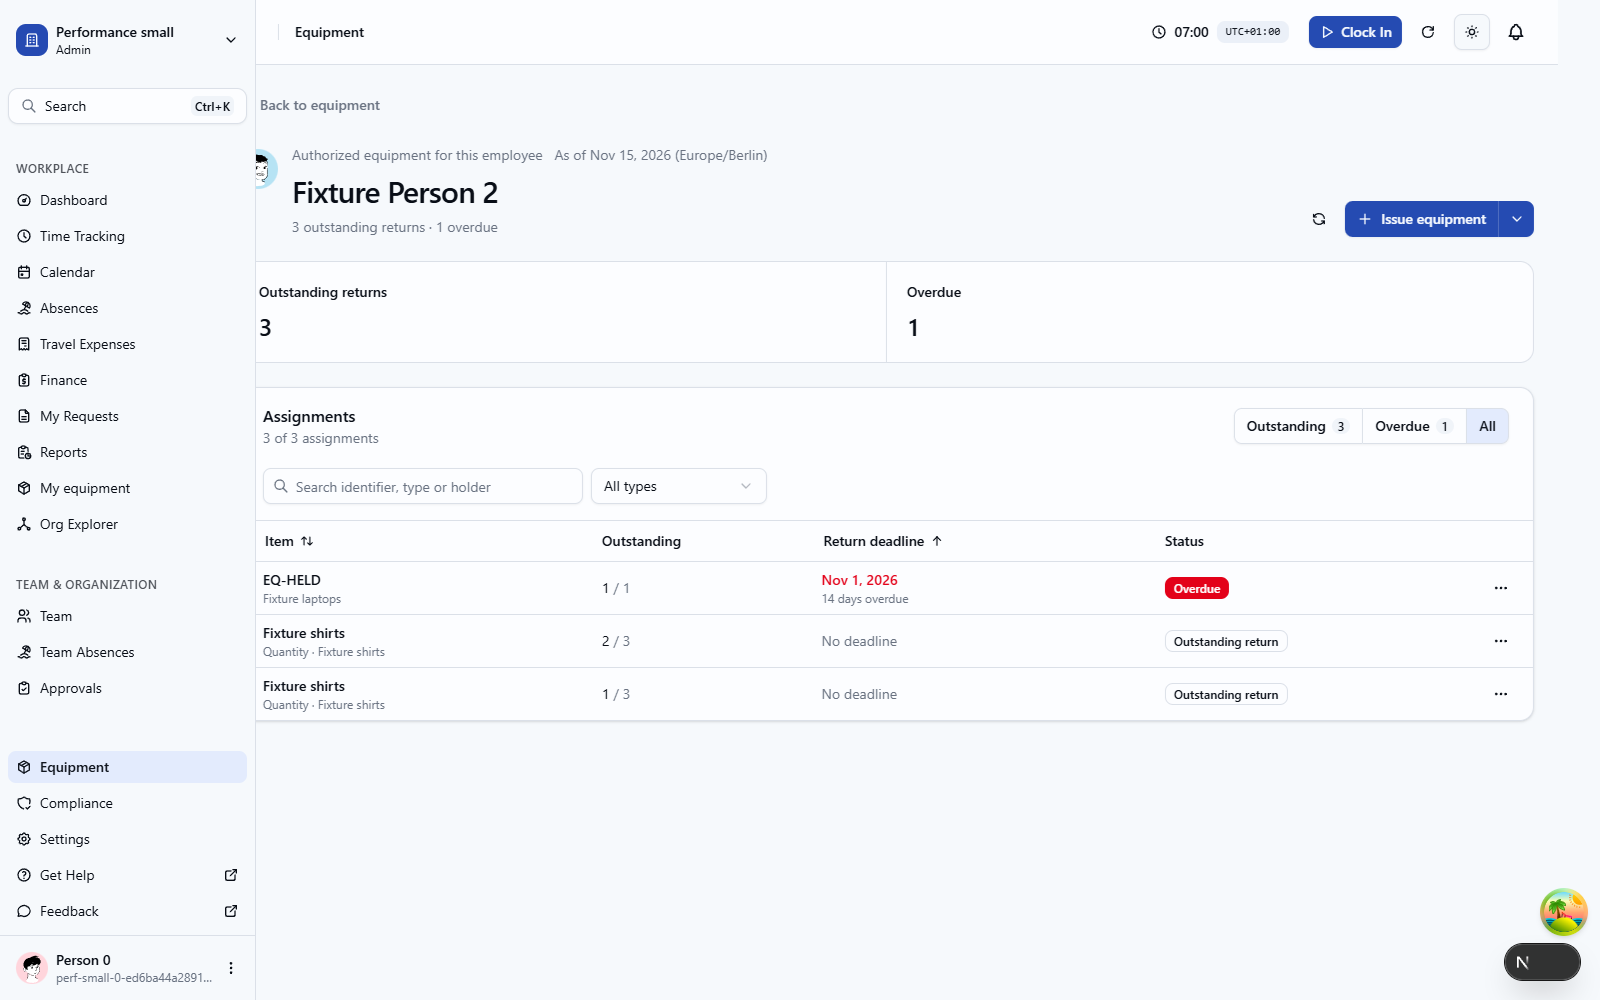 Performance small
Admin
Search Ctrl+K
WORKPLACE
Dashboard
Time Tracking
Calendar
Absences
Travel Expenses
Finance
My Requests
Reports
My equipment
Org Explorer
TEAM & ORGANIZATION
Team
Team Absences
Approvals
Equipment
Compliance
Settings
Get Help
Feedback
Person 0
perf-small-0-ed6ba44a2891...
Equipment
07:00 UTC+01:00 Clock In
Back to equipment
Authorized equipment for this employee As of Nov 15, 2026 (Europe/Berlin)
Fixture Person 2
3 outstanding returns · 1 overdue
Issue equipment
Outstanding returns
3
Overdue
1
Assignments
3 of 3 assignments
Outstanding 3 Overdue 1 All
Search identifier, type or holder All types
Item Outstanding Return deadline Status
EQ-HELD
Fixture laptops
1 / 1
Nov 1, 2026
14 days overdue
Overdue
Fixture shirts
Quantity · Fixture shirts
2 / 3
No deadline
Outstanding return
Fixture shirts
Quantity · Fixture shirts
1 / 3
No deadline
Outstanding return
N